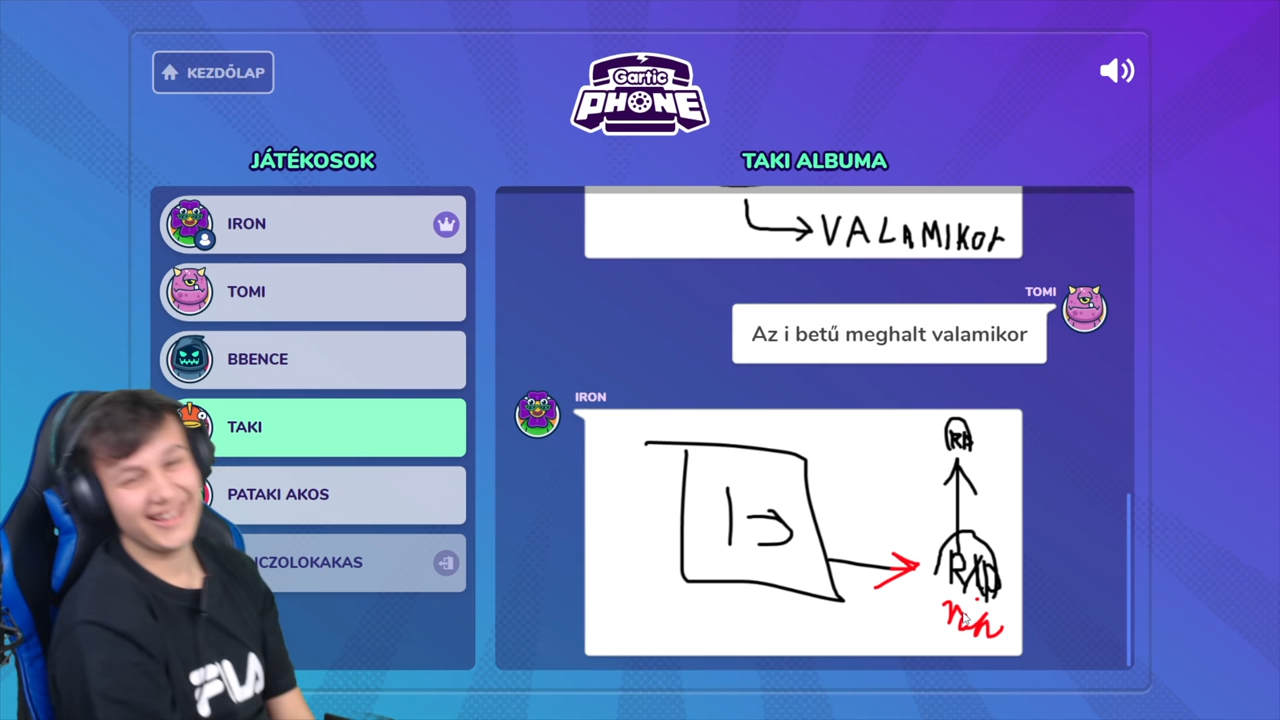 KEZDŐLAP
Gartic
PHONE
JÁTÉKOSOK
TAKI ALBUMA
IRON
TOMI
BBENCE
TAKI
PATAKI AKOS
CZOLOKAKAS
VALAMIKOR
TOMI
Az i betű meghalt valamikor
IRON
FILA